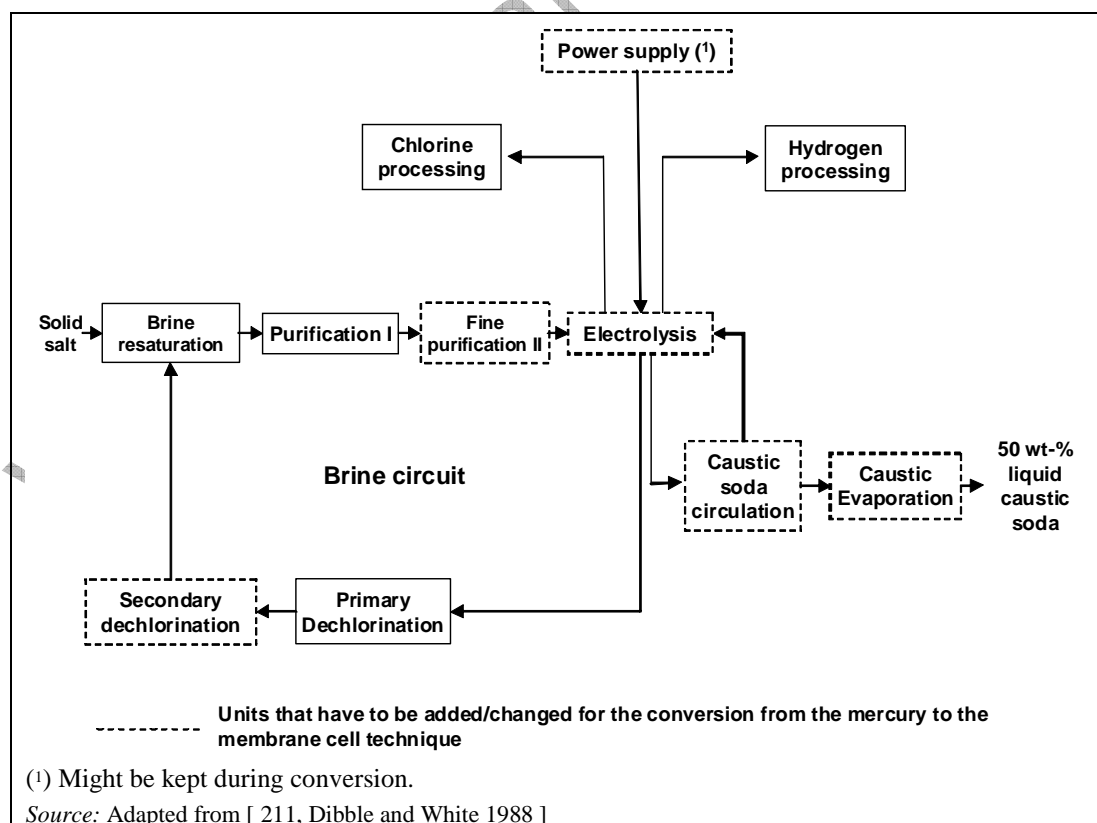 Power supply (¹)
Chlorine
processing
Hydrogen
processing
Solid
salt
Brine
resaturation
Purification I
Fine
purification II
Electrolysis
Brine circuit
Caustic
soda
circulation
Caustic
Evaporation
50 wt-%
liquid
caustic
soda
Secondary
dechlorination
Primary
Dechlorination
Units that have to be added/changed for the conversion from the mercury to the
membrane cell technique
(¹) Might be kept during conversion.
Source: Adapted from [ 211, Dibble and White 1988 ]